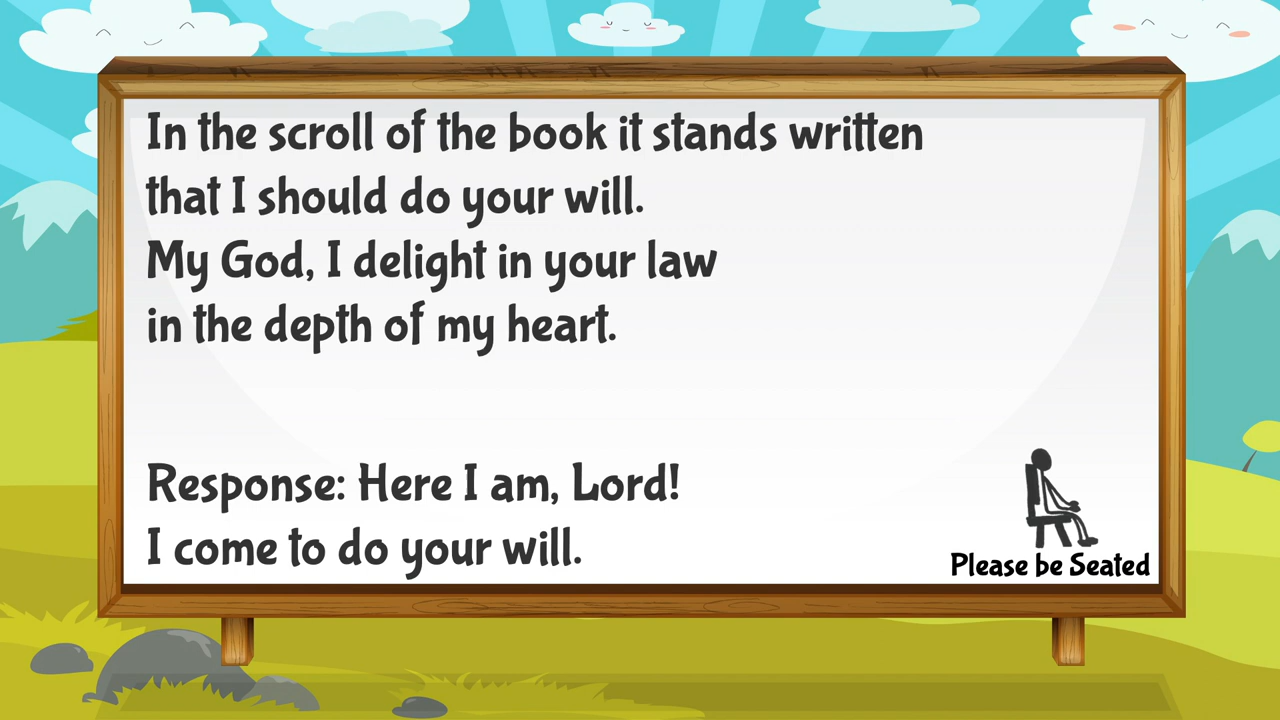 In the scroll of the book it stands written
that I should do your will.
My God, I delight in your law
in the depth of my heart.
Response: Here I am, Lord!
I come to do your will.
Please be Seated